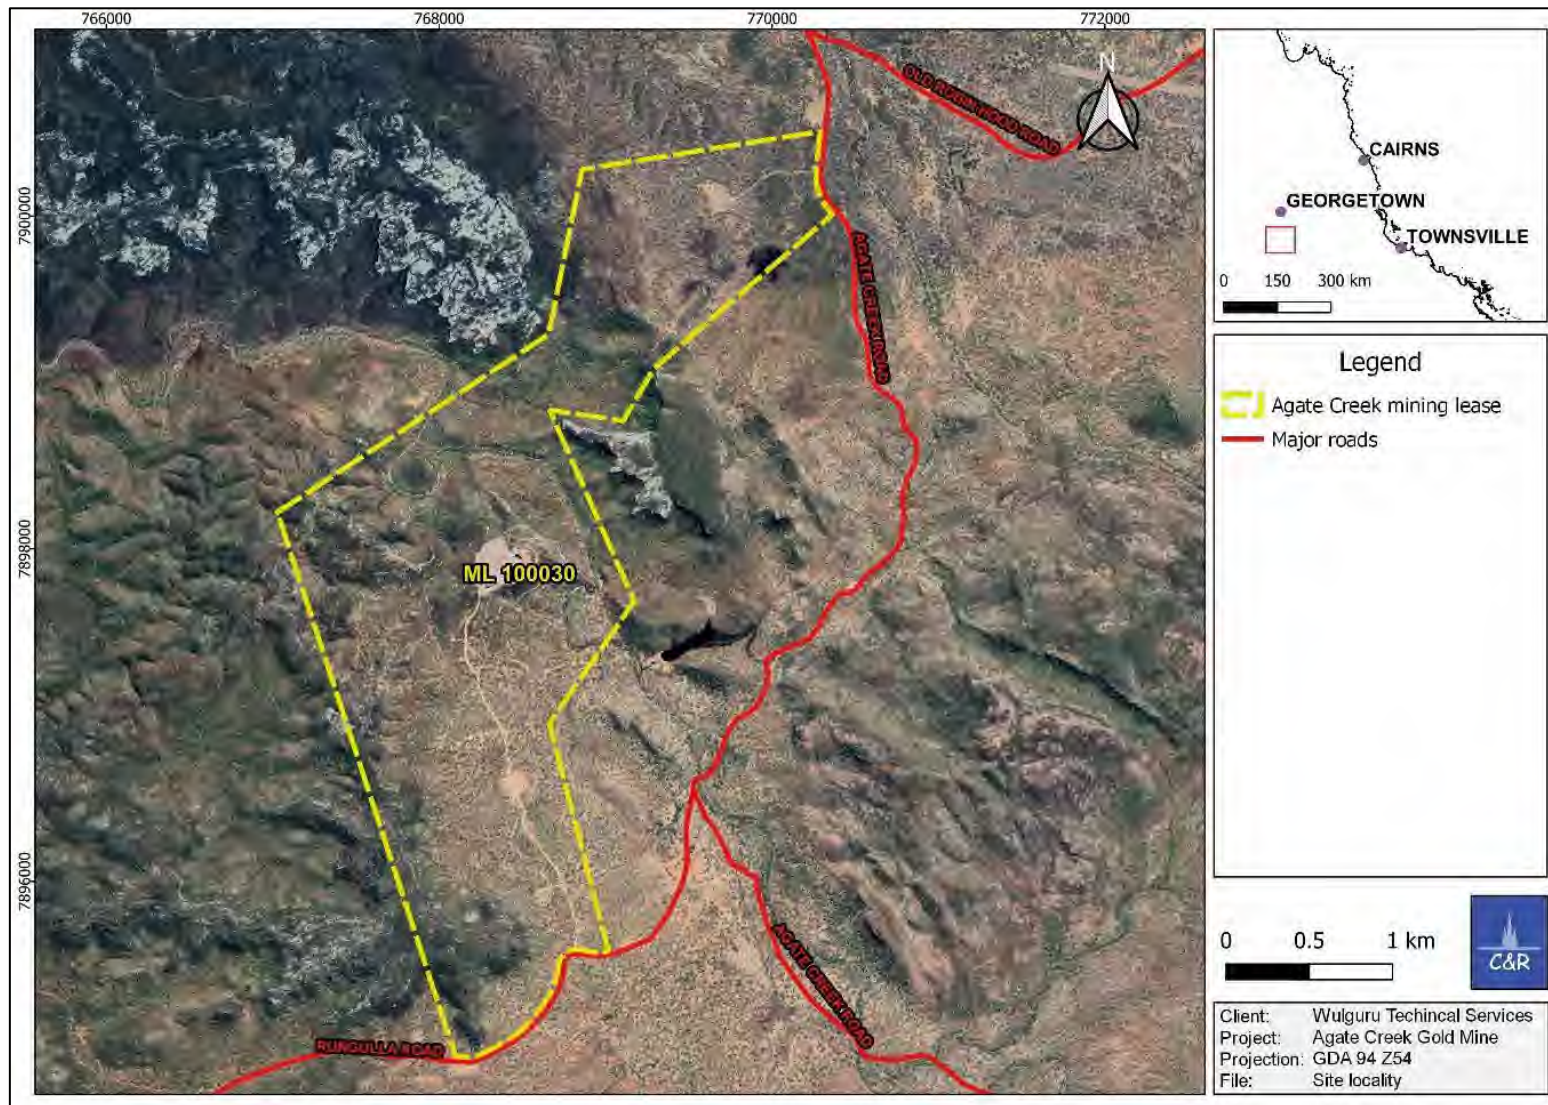 766000
768000
770000
772000
7900000
7898000
7896000
N
OLD ROBIN HOOD ROAD
AGATE CREEK ROAD
ML 100030
AGATE CREEK ROAD
RUNGULLA ROAD
CAIRNS
GEORGETOWN
TOWNSVILLE
0 150 300 km
Legend
Agate Creek mining lease
Major roads
0 0.5 1 km
C&R
Client: Wulguru Techincal Services
Project: Agate Creek Gold Mine
Projection: GDA 94 Z54
File: Site locality